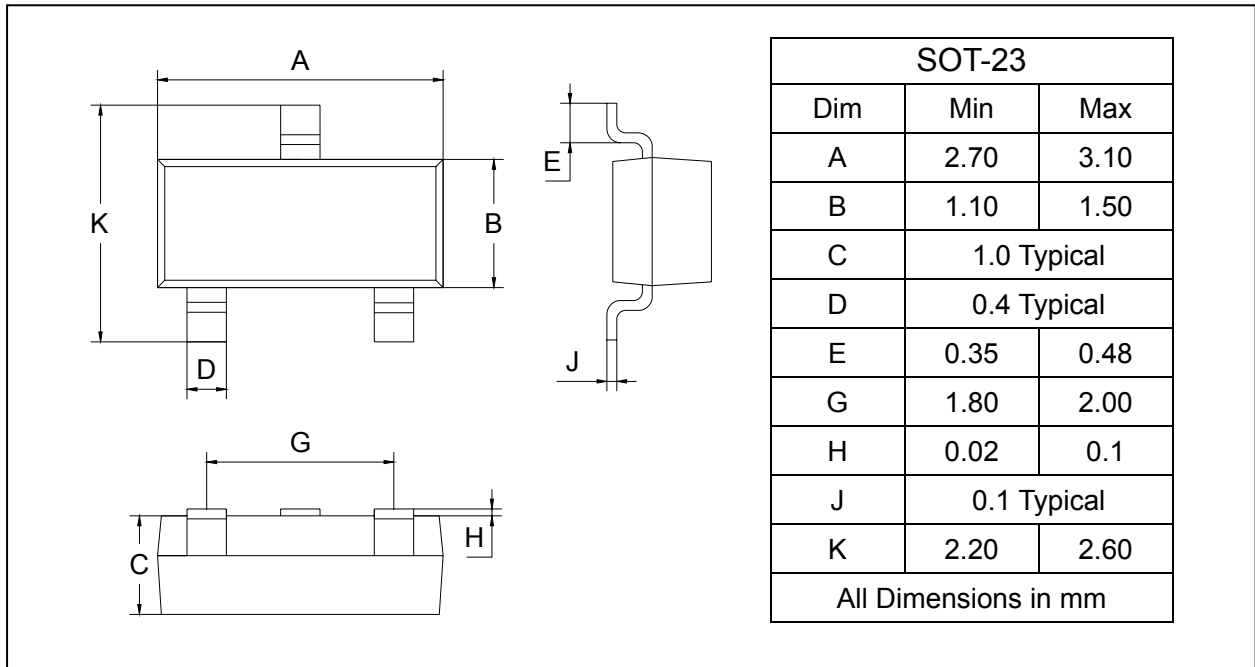 A
K
B
D
E
J
G
H
C
SOT-23
Dim Min Max
A 2.70 3.10
B 1.10 1.50
C 1.0 Typical
D 0.4 Typical
E 0.35 0.48
G 1.80 2.00
H 0.02 0.1
J 0.1 Typical
K 2.20 2.60
All Dimensions in mm